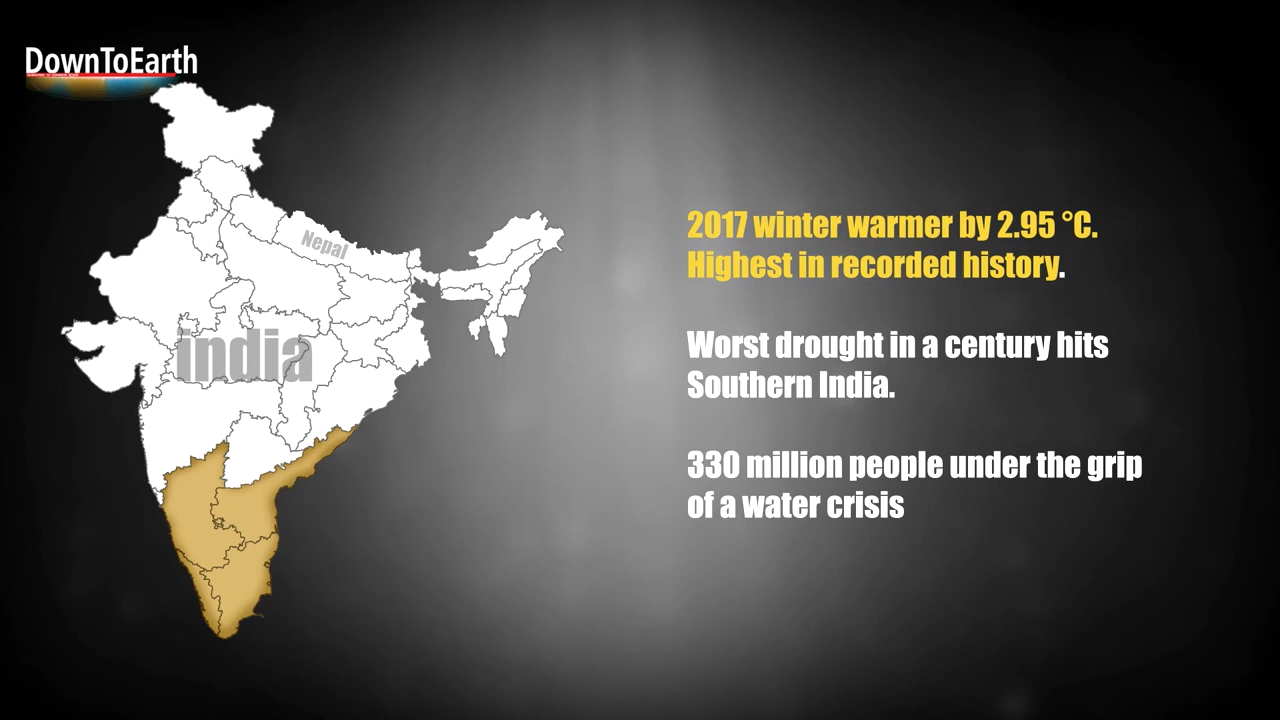 DownToEarth
Nepal
india
2017 winter warmer by 2.95 °C.
Highest in recorded history.
Worst drought in a century hits
Southern India.
330 million people under the grip
of a water crisis